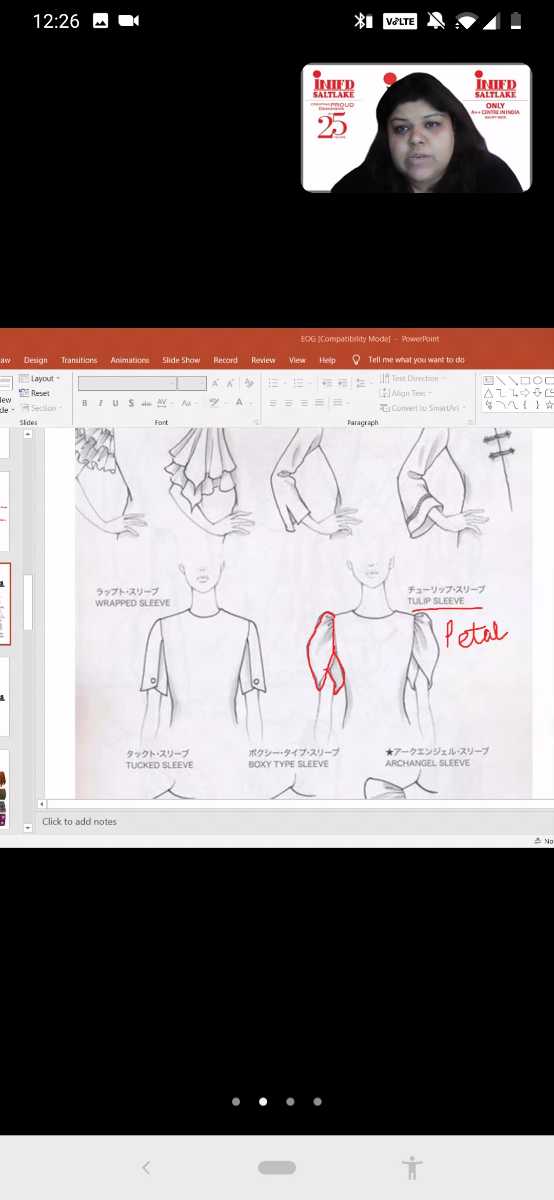 12:26
VoLTE
INIFD
SALTLAKE
25
INIFD
SALTLAKE
ONLY
A++ CENTRE IN INDIA
EOG [Compatibility Mode] - PowerPoint
aw Design Transitions Animations Slide Show Record Review View Help Tell me what you want to do
Layout
Reset
Section
Slides
B I U S abc AV Aa A
Font
Text Direction
Align Text
Convert to SmartArt
Paragraph
ラップト・スリーブ
WRAPPED SLEEVE
チューリップ・スリーブ
TULIP SLEEVE
Petal
タックト・スリーブ
TUCKED SLEEVE
ボクシー・タイプ・スリーブ
BOXY TYPE SLEEVE
★アークエンジェル・スリーブ
ARCHANGEL SLEEVE
Click to add notes
No